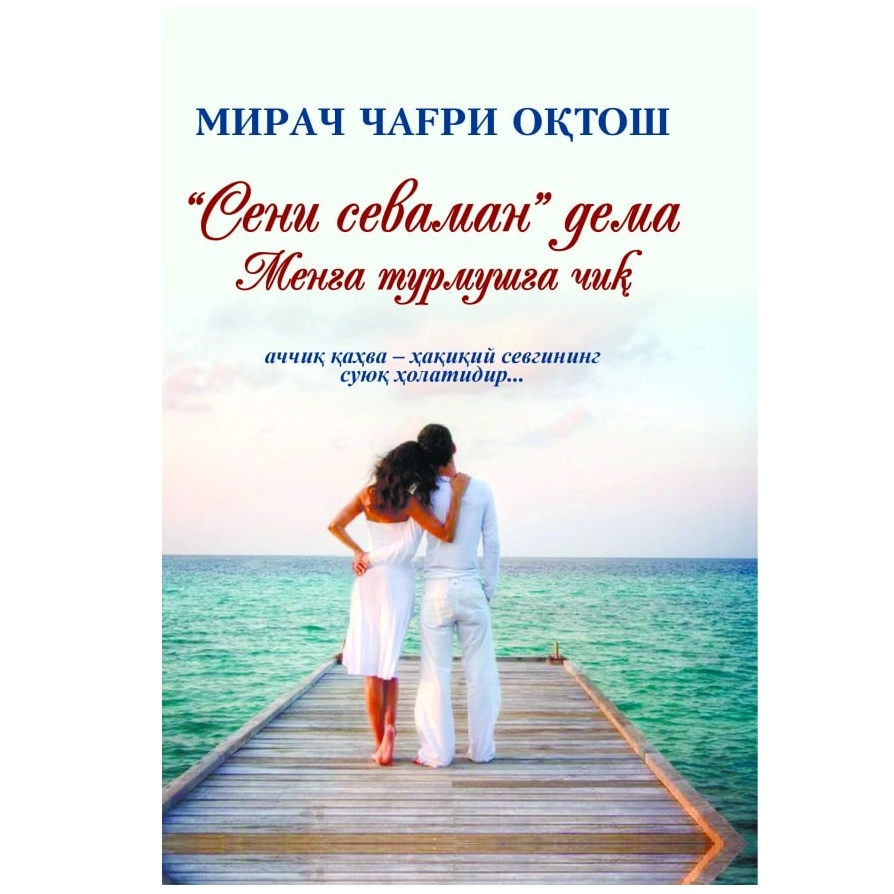 МИРАЧ ЧАҒРИ ОҚТОШ
“Сени севаман” дема
Менга турмушга чиқ
аччиқ қаҳва – ҳақиқий севгининг
суюқ ҳолатидир...